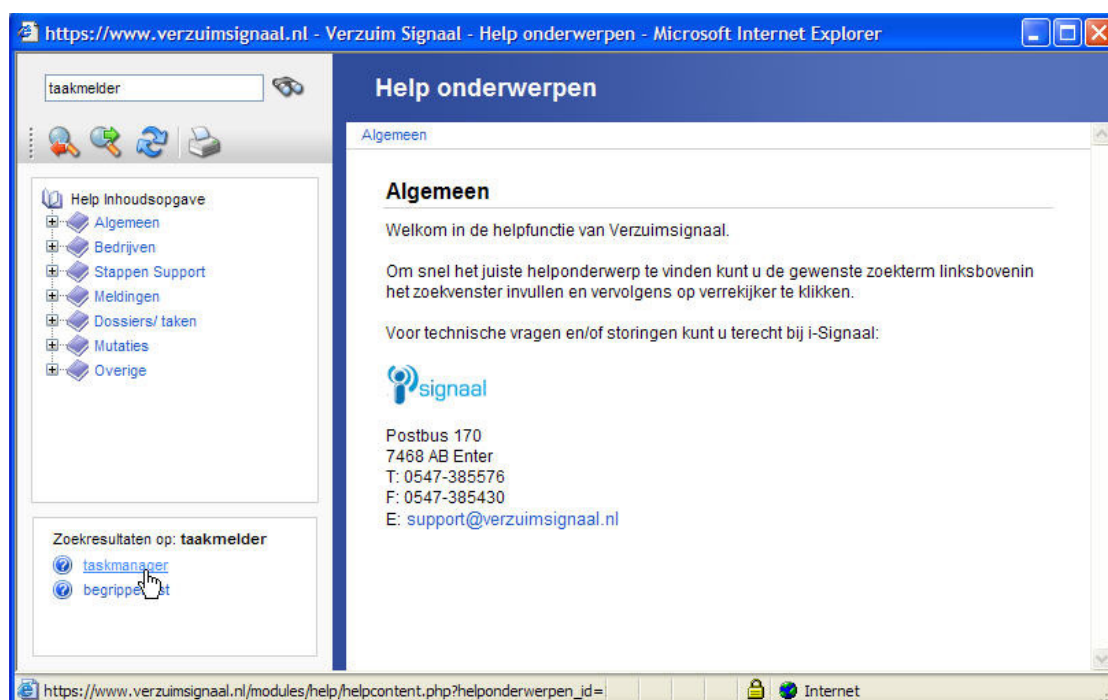 https://www.verzuimsignaal.nl - Verzuim Signaal - Help onderwerpen - Microsoft Internet Explorer
taakmelder
Help onderwerpen
Algemeen
Help Inhoudsopgave
Algemeen
Bedrijven
Stappen Support
Meldingen
Dossiers/ taken
Mutaties
Overige
Zoekresultaten op: taakmelder
taskmanager
Algemeen
Welkom in de helpfunctie van Verzuimsignaal.
Om snel het juiste helponderwerp te vinden kunt u de gewenste zoekterm linksbovenin
het zoekvenster invullen en vervolgens op verrekijker te klikken.
Voor technische vragen en/of storingen kunt u terecht bij i-Signaal:
signaal
Postbus 170
7468 AB Enter
T: 0547-385576
F: 0547-385430
E: support@verzuimsignaal.nl
https://www.verzuimsignaal.nl/modules/help/helpcontent.php?helponderwerpen_id=
Internet